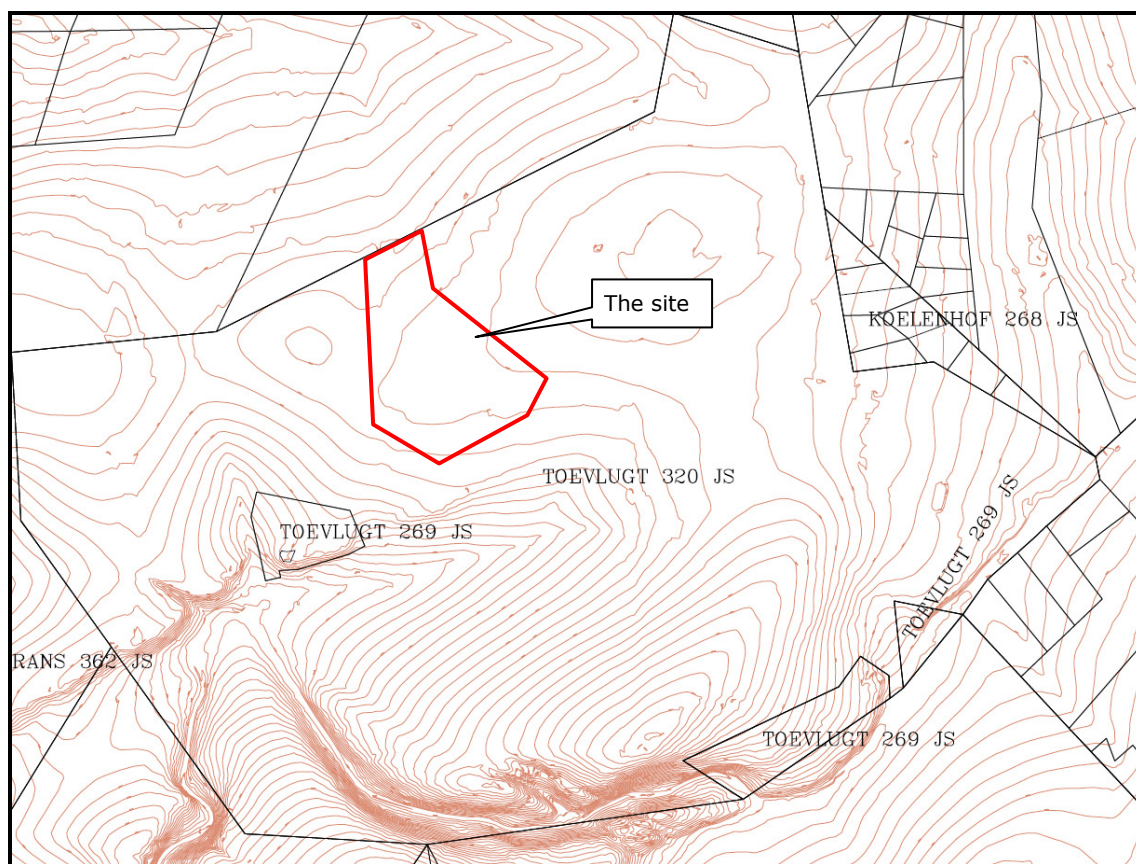 The site
KOELENHOF 268 JS
TOEVLUGT 320 JS
TOEVLUGT 269 JS
TOEVLUGT 269 JS
RANS 362 JS
TOEVLUGT 269 JS